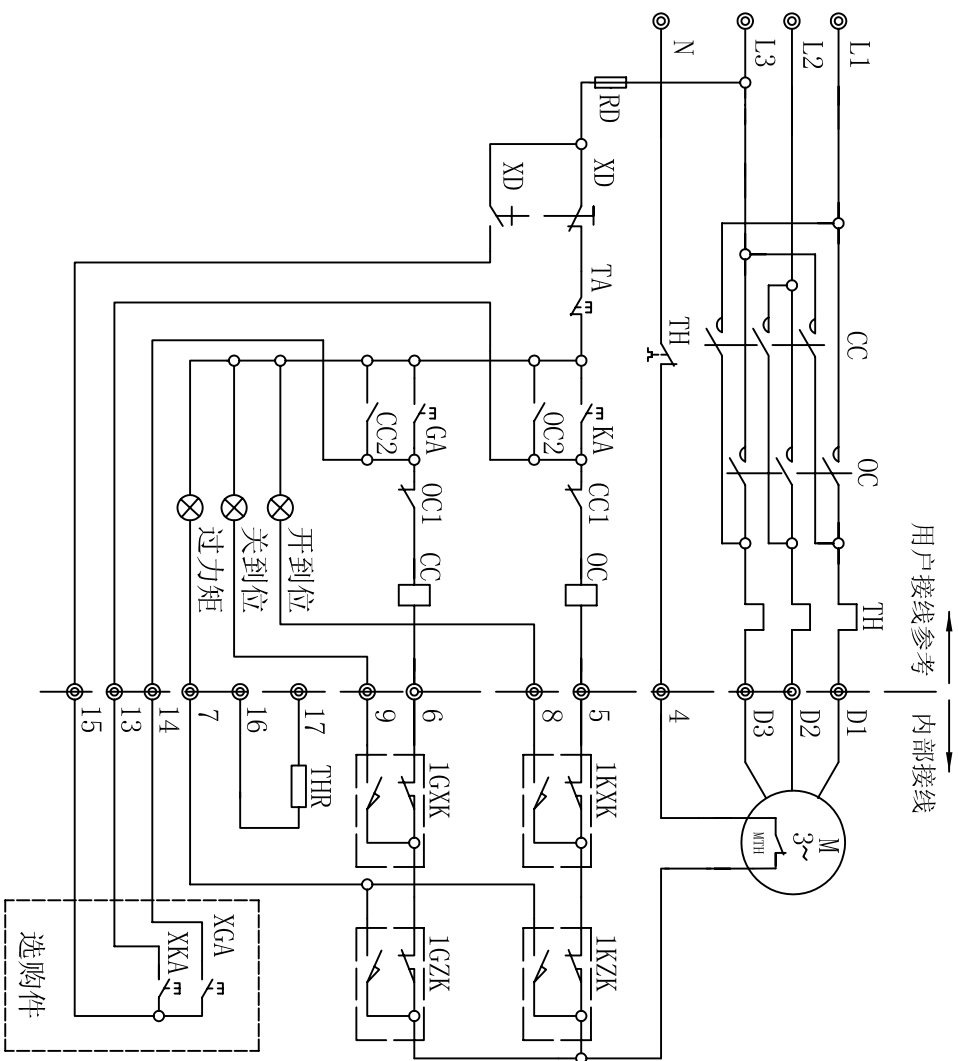 L1
L2
L3
N
RD
XD
XD
TA
TH
CC
OC
TH
KA
OC2
GA
CC2
CC1
OC1
OC
CC
开到位
关到位
过力矩
用户接线参考
内部接线
D1
D2
D3
4
5
8
6
9
17
16
7
14
13
15
M
3~
MTH
1KXK
1GXK
THR
1KZK
1GZK
XGA
XKA
选购件